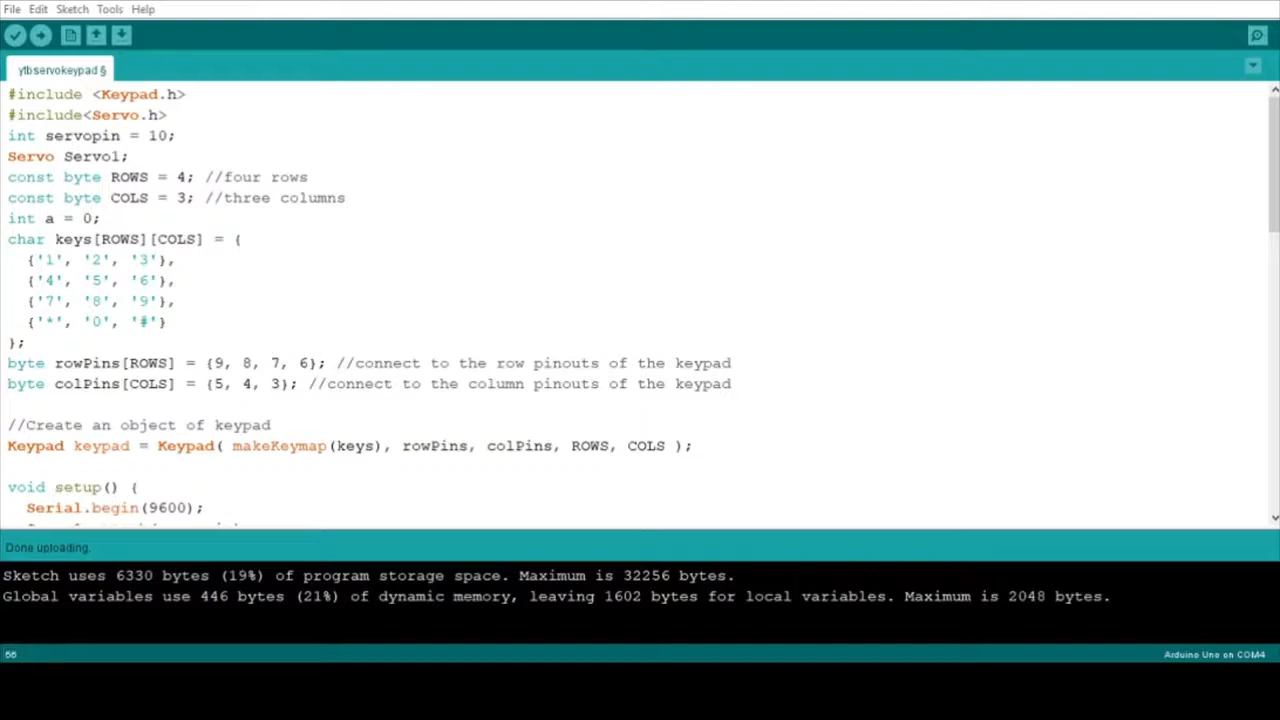 File Edit Sketch Tools Help
ytbservokeypad §
#include <Keypad.h>
#include<Servo.h>
int servopin = 10;
Servo Servo1;
const byte ROWS = 4; //four rows
const byte COLS = 3; //three columns
int a = 0;
char keys[ROWS][COLS] = {
{'1', '2', '3'},
{'4', '5', '6'},
{'7', '8', '9'},
{'*', '0', '#'}
};
byte rowPins[ROWS] = {9, 8, 7, 6}; //connect to the row pinouts of the keypad
byte colPins[COLS] = {5, 4, 3}; //connect to the column pinouts of the keypad
//Create an object of keypad
Keypad keypad = Keypad( makeKeymap(keys), rowPins, colPins, ROWS, COLS );
void setup() {
Serial.begin(9600);
Done uploading.
Sketch uses 6330 bytes (19%) of program storage space. Maximum is 32256 bytes.
Global variables use 446 bytes (21%) of dynamic memory, leaving 1602 bytes for local variables. Maximum is 2048 bytes.
Arduino Uno on COM4